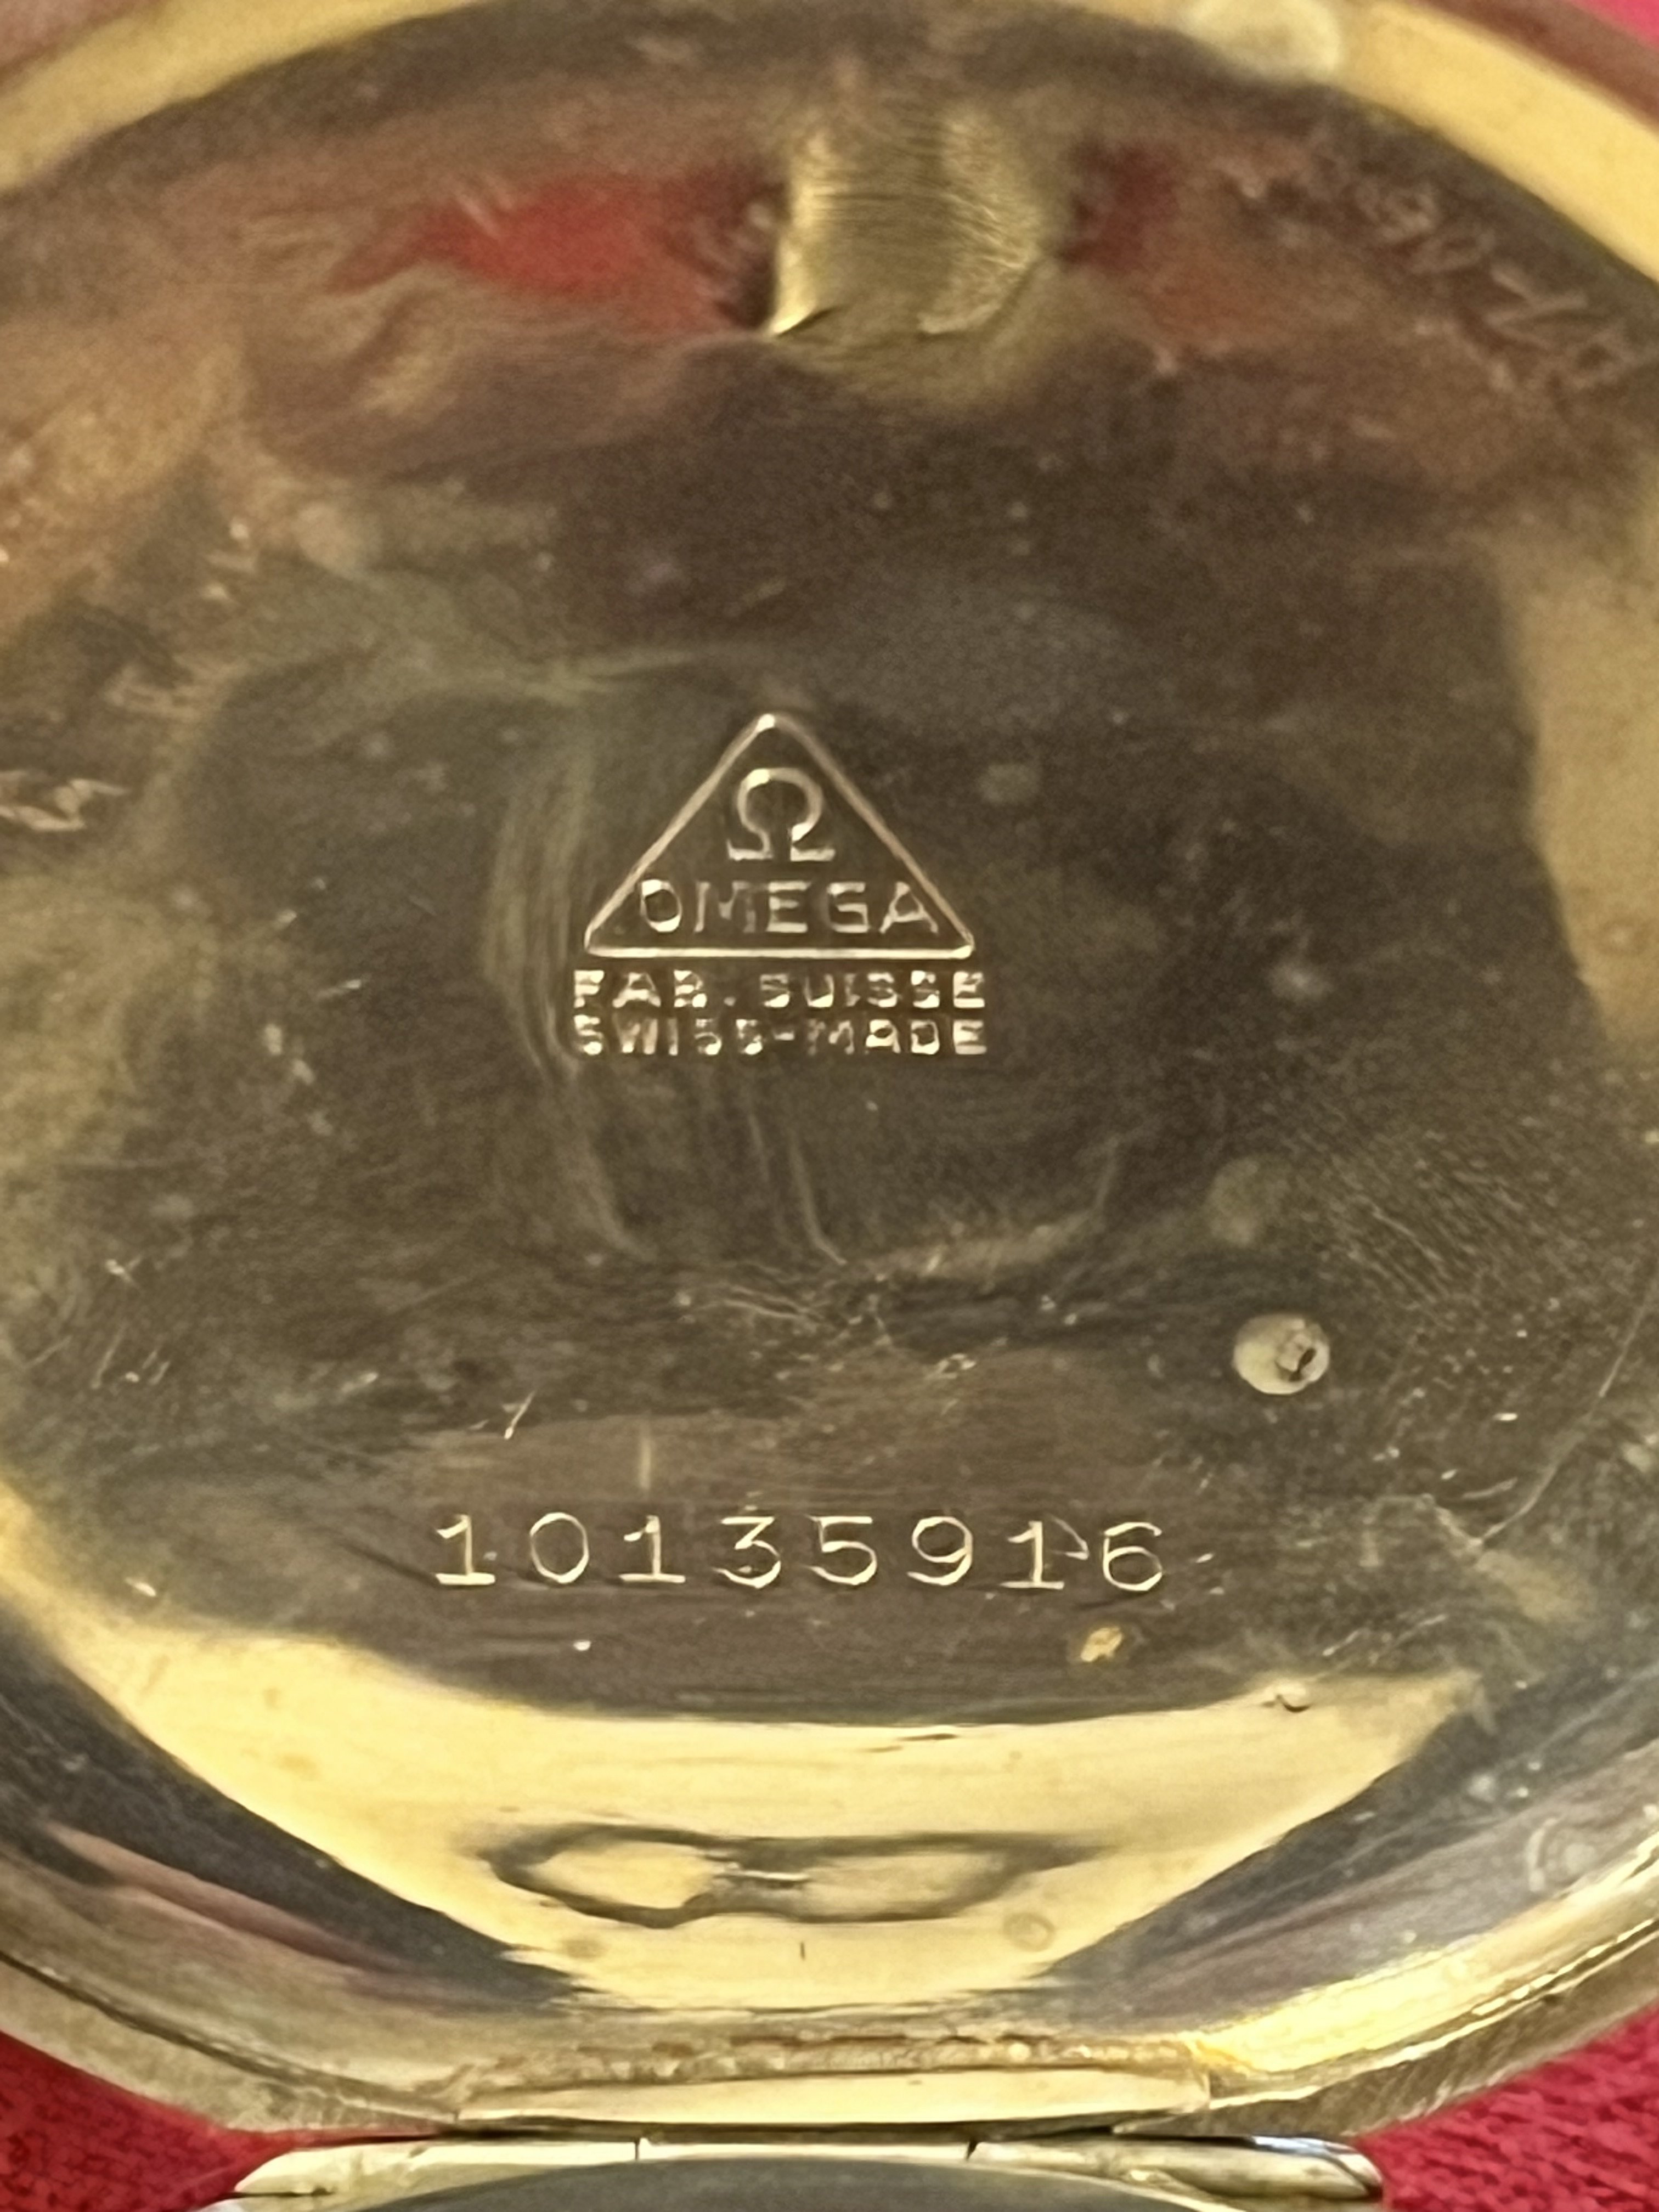 Ω
OMEGA
FAB. SUISSE
SWISS-MADE
10135916